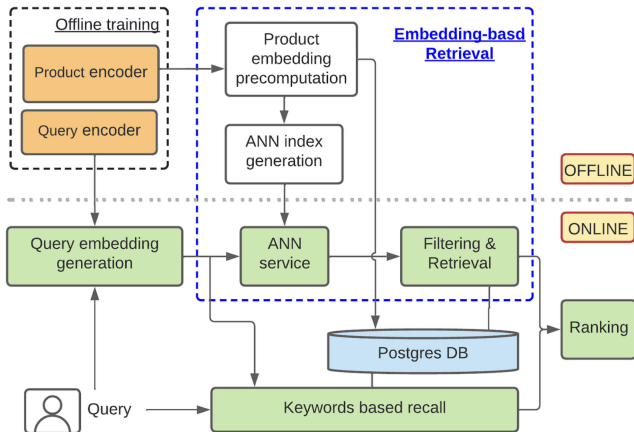 Offline training
Product encoder
Query encoder
Product
embedding
precomputation
Embedding-basd
Retrieval
ANN index
generation
OFFLINE
ONLINE
Query embedding
generation
ANN
service
Filtering &
Retrieval
Ranking
Postgres DB
Query
Keywords based recall